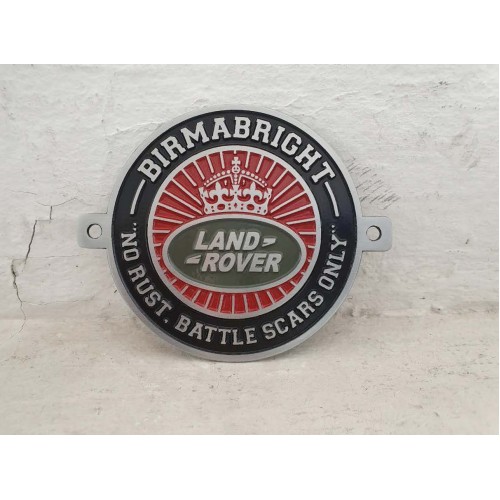 BIRMABRIGHT
LAND
ROVER
"NO RUST, BATTLE SCARS ONLY"